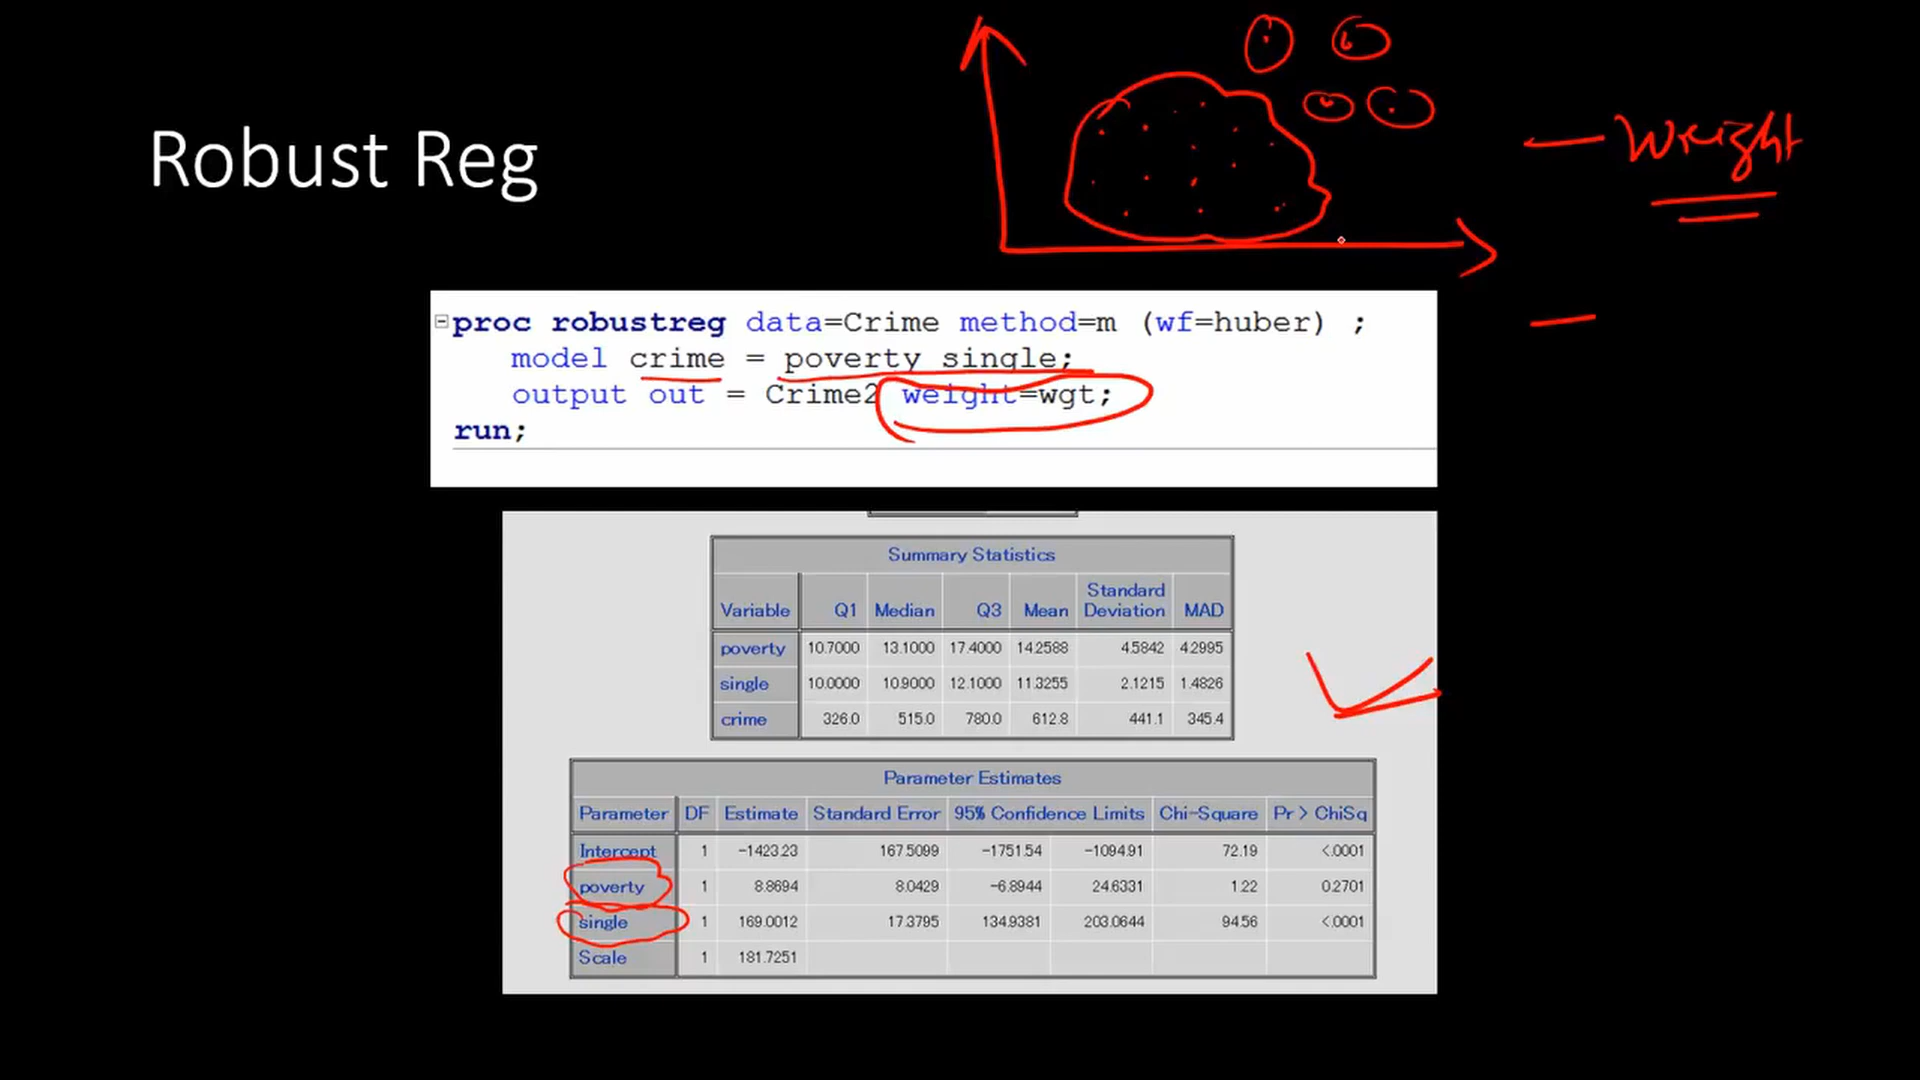 Robust Reg
Weight
proc robustreg data=Crime method=m (wf=huber) ;
model crime = poverty single;
output out = Crime2 weight=wgt;
run;
Summary Statistics
Variable Q1 Median Q3 Mean Standard Deviation MAD
poverty 10.7000 13.1000 17.4000 14.2588 4.5842 4.2995
single 10.0000 10.9000 12.1000 11.3255 2.1215 1.4826
crime 326.0 515.0 780.0 612.8 441.1 345.4
Parameter Estimates
Parameter DF Estimate Standard Error 95% Confidence Limits Chi-Square Pr > ChiSq
Intercept 1 -1423.23 167.5099 -1751.54 -1094.91 72.19 <.0001
poverty 1 8.8694 8.0429 -6.8944 24.6331 1.22 0.2701
single 1 169.0012 17.3795 134.9381 203.0644 94.56 <.0001
Scale 1 181.7251